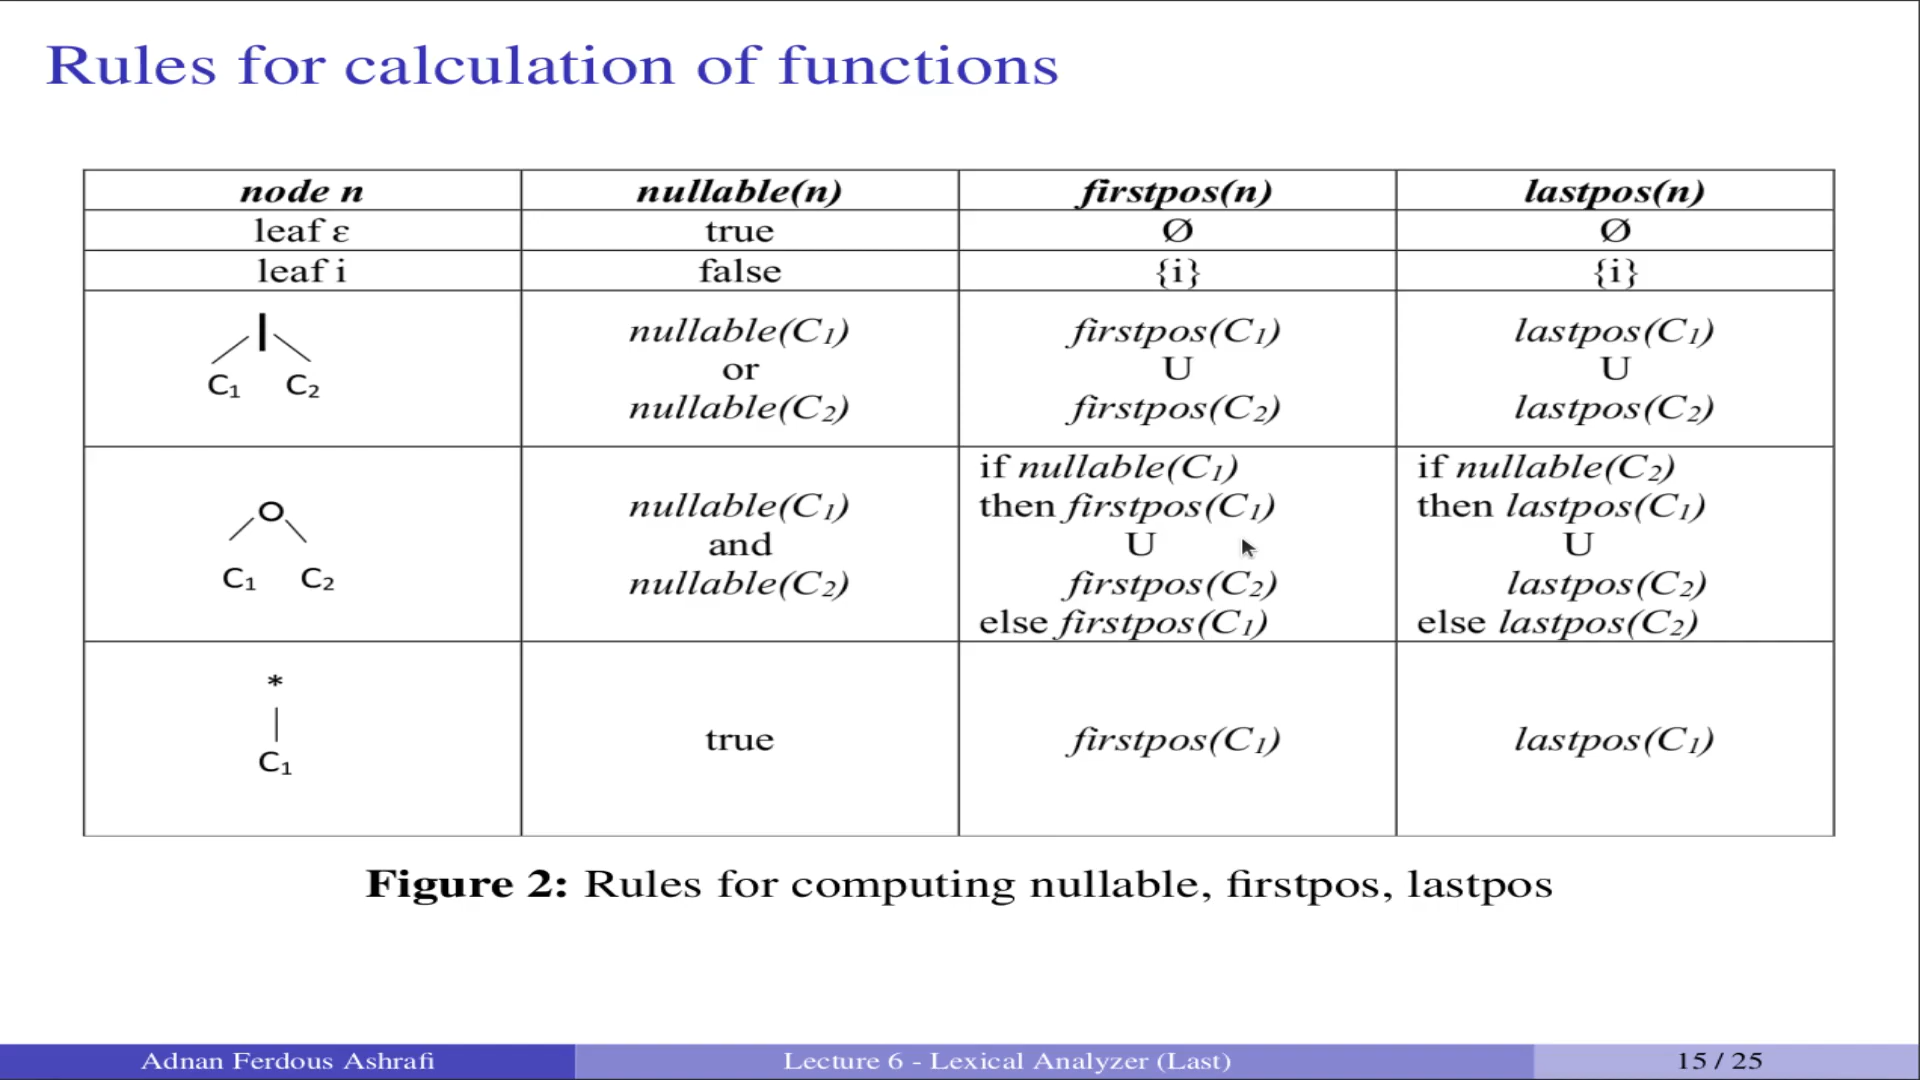 Rules for calculation of functions
node n nullable(n) firstpos(n) lastpos(n)
leaf ε true Ø Ø
leaf i false {i} {i}
|
C₁ C₂
nullable(C₁)
or
nullable(C₂)
firstpos(C₁)
U
firstpos(C₂)
lastpos(C₁)
U
lastpos(C₂)
O
C₁ C₂
nullable(C₁)
and
nullable(C₂)
if nullable(C₁)
then firstpos(C₁)
U
firstpos(C₂)
else firstpos(C₁)
if nullable(C₂)
then lastpos(C₁)
U
lastpos(C₂)
else lastpos(C₂)
*
C₁
true
firstpos(C₁)
lastpos(C₁)
Figure 2: Rules for computing nullable, firstpos, lastpos
Adnan Ferdous Ashrafi Lecture 6 - Lexical Analyzer (Last) 15 / 25